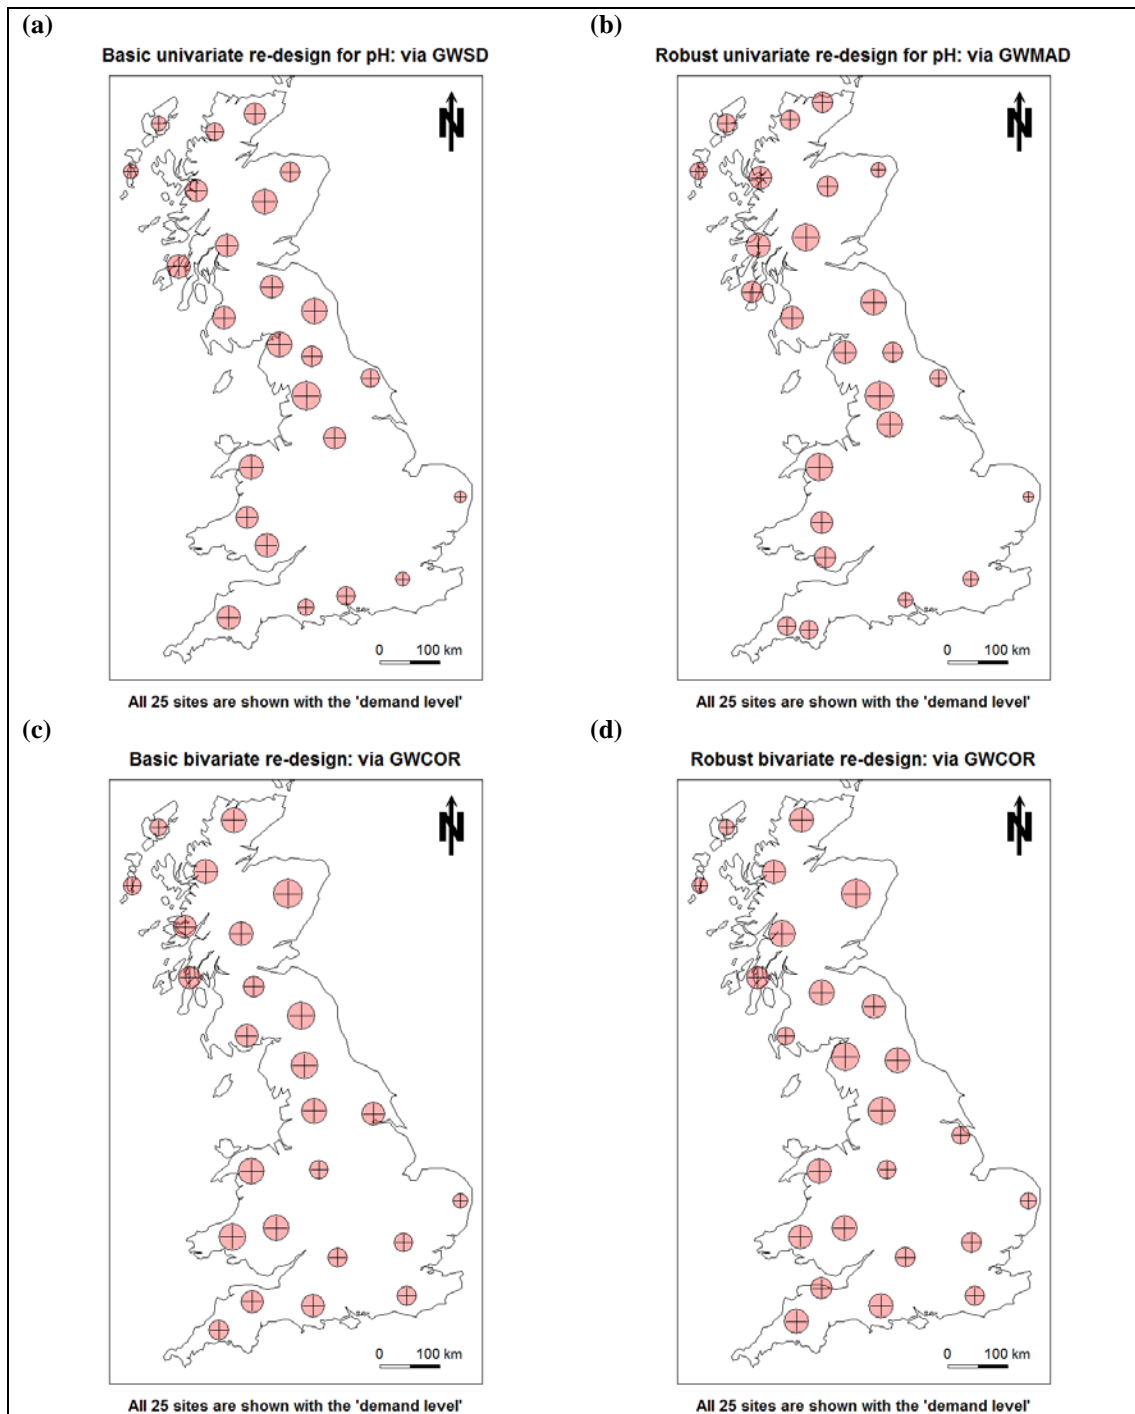 (a)
Basic univariate re-design for pH: via GWSD
N
0 100 km
All 25 sites are shown with the 'demand level'
(b)
Robust univariate re-design for pH: via GWMAD
N
0 100 km
All 25 sites are shown with the 'demand level'
(c)
Basic bivariate re-design: via GWCOR
N
0 100 km
All 25 sites are shown with the 'demand level'
(d)
Robust bivariate re-design: via GWCOR
N
0 100 km
All 25 sites are shown with the 'demand level'